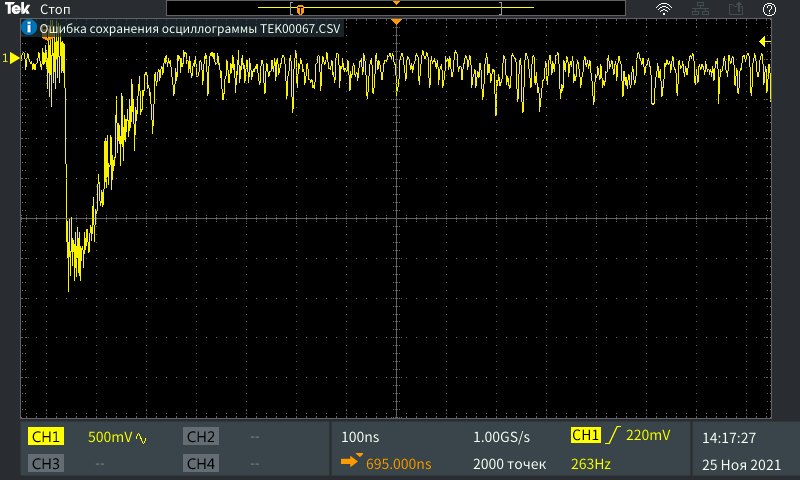 Tek Стоп
Ошибка сохранения осциллограммы TEK00067.CSV
1
CH1 500mV CH2 --
CH3 -- CH4 --
100ns 1.00GS/s
695.000ns 2000 точек
CH1 220mV
263Hz
14:17:27
25 Ноя 2021